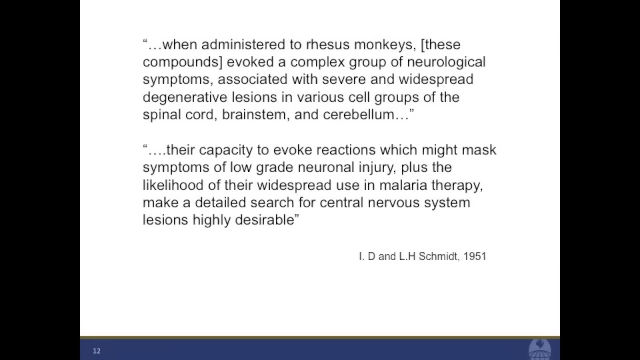 “…when administered to rhesus monkeys, [these
compounds] evoked a complex group of neurological
symptoms, associated with severe and widespread
degenerative lesions in various cell groups of the
spinal cord, brainstem, and cerebellum…”
“….their capacity to evoke reactions which might mask
symptoms of low grade neuronal injury, plus the
likelihood of their widespread use in malaria therapy,
make a detailed search for central nervous system
lesions highly desirable”
I. D and L.H Schmidt, 1951
12